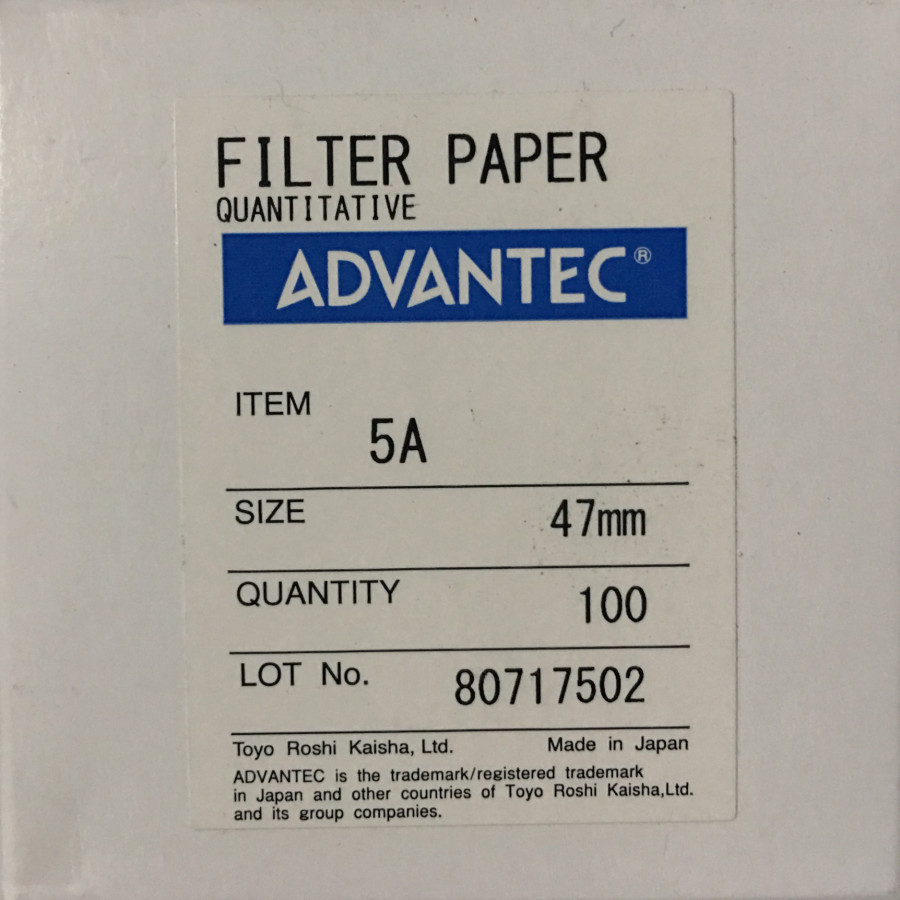 FILTER PAPER
QUANTITATIVE
ADVANTEC®
ITEM 5A
SIZE 47mm
QUANTITY 100
LOT No. 80717502
Toyo Roshi Kaisha, Ltd. Made in Japan
ADVANTEC is the trademark/registered trademark
in Japan and other countries of Toyo Roshi Kaisha,Ltd.
and its group companies.